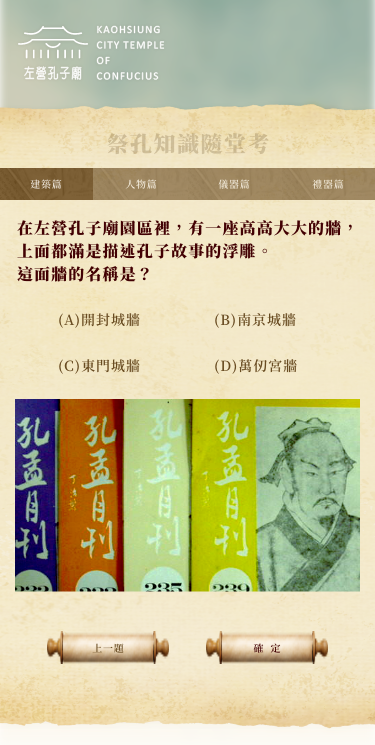 KAOHSIUNG
CITY TEMPLE
OF
CONFUCIUS
左營孔子廟
祭孔知識隨堂考
建築篇 人物篇 儀器篇 禮器篇
在左營孔子廟園區裡，有一座高高大大的牆，
上面都滿是描述孔子故事的浮雕。
這面牆的名稱是？
(A)開封城牆 (B)南京城牆
(C)東門城牆 (D)萬仞宮牆
孔孟月刊
孔孟月刊
孔孟月刊 235
孔孟月刊 239
上一題 確 定